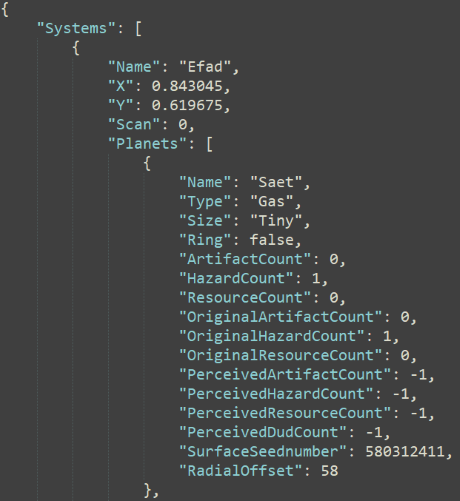 {
"Systems": [
{
"Name": "Efad",
"X": 0.843045,
"Y": 0.619675,
"Scan": 0,
"Planets": [
{
"Name": "Saet",
"Type": "Gas",
"Size": "Tiny",
"Ring": false,
"ArtifactCount": 0,
"HazardCount": 1,
"ResourceCount": 0,
"OriginalArtifactCount": 0,
"OriginalHazardCount": 1,
"OriginalResourceCount": 0,
"PerceivedArtifactCount": -1,
"PerceivedHazardCount": -1,
"PerceivedResourceCount": -1,
"PerceivedDudCount": -1,
"SurfaceSeednumber": 580312411,
"RadialOffset": 58
},